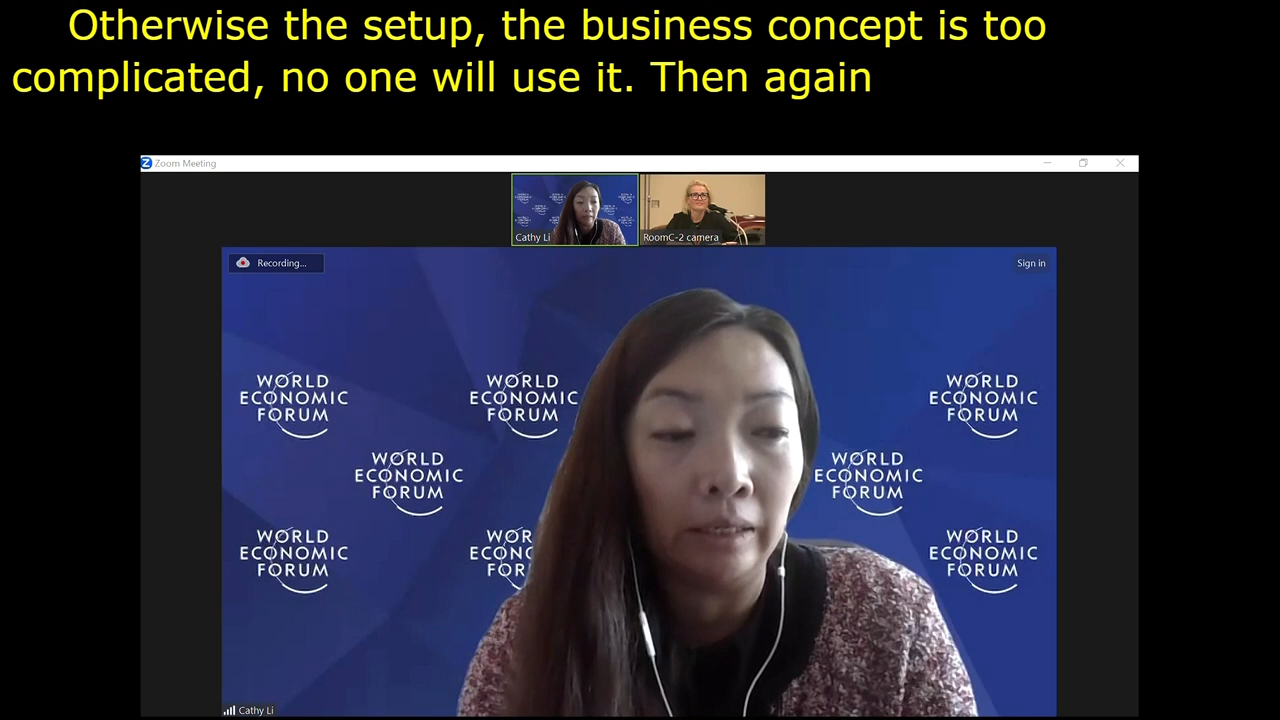 Otherwise the setup, the business concept is too
complicated, no one will use it. Then again
Zoom Meeting
Cathy Li
RoomC-2 camera
Recording...
Sign in
WORLD
ECONOMIC
FORUM
WORLD
ECONOMIC
FORUM
WORLD
ECONOMIC
FORUM
WORLD
ECONOMIC
FORUM
WORLD
ECONOMIC
FORUM
WORLD
ECONOMIC
FORUM
WORLD
ECONOMIC
FORUM
Cathy Li